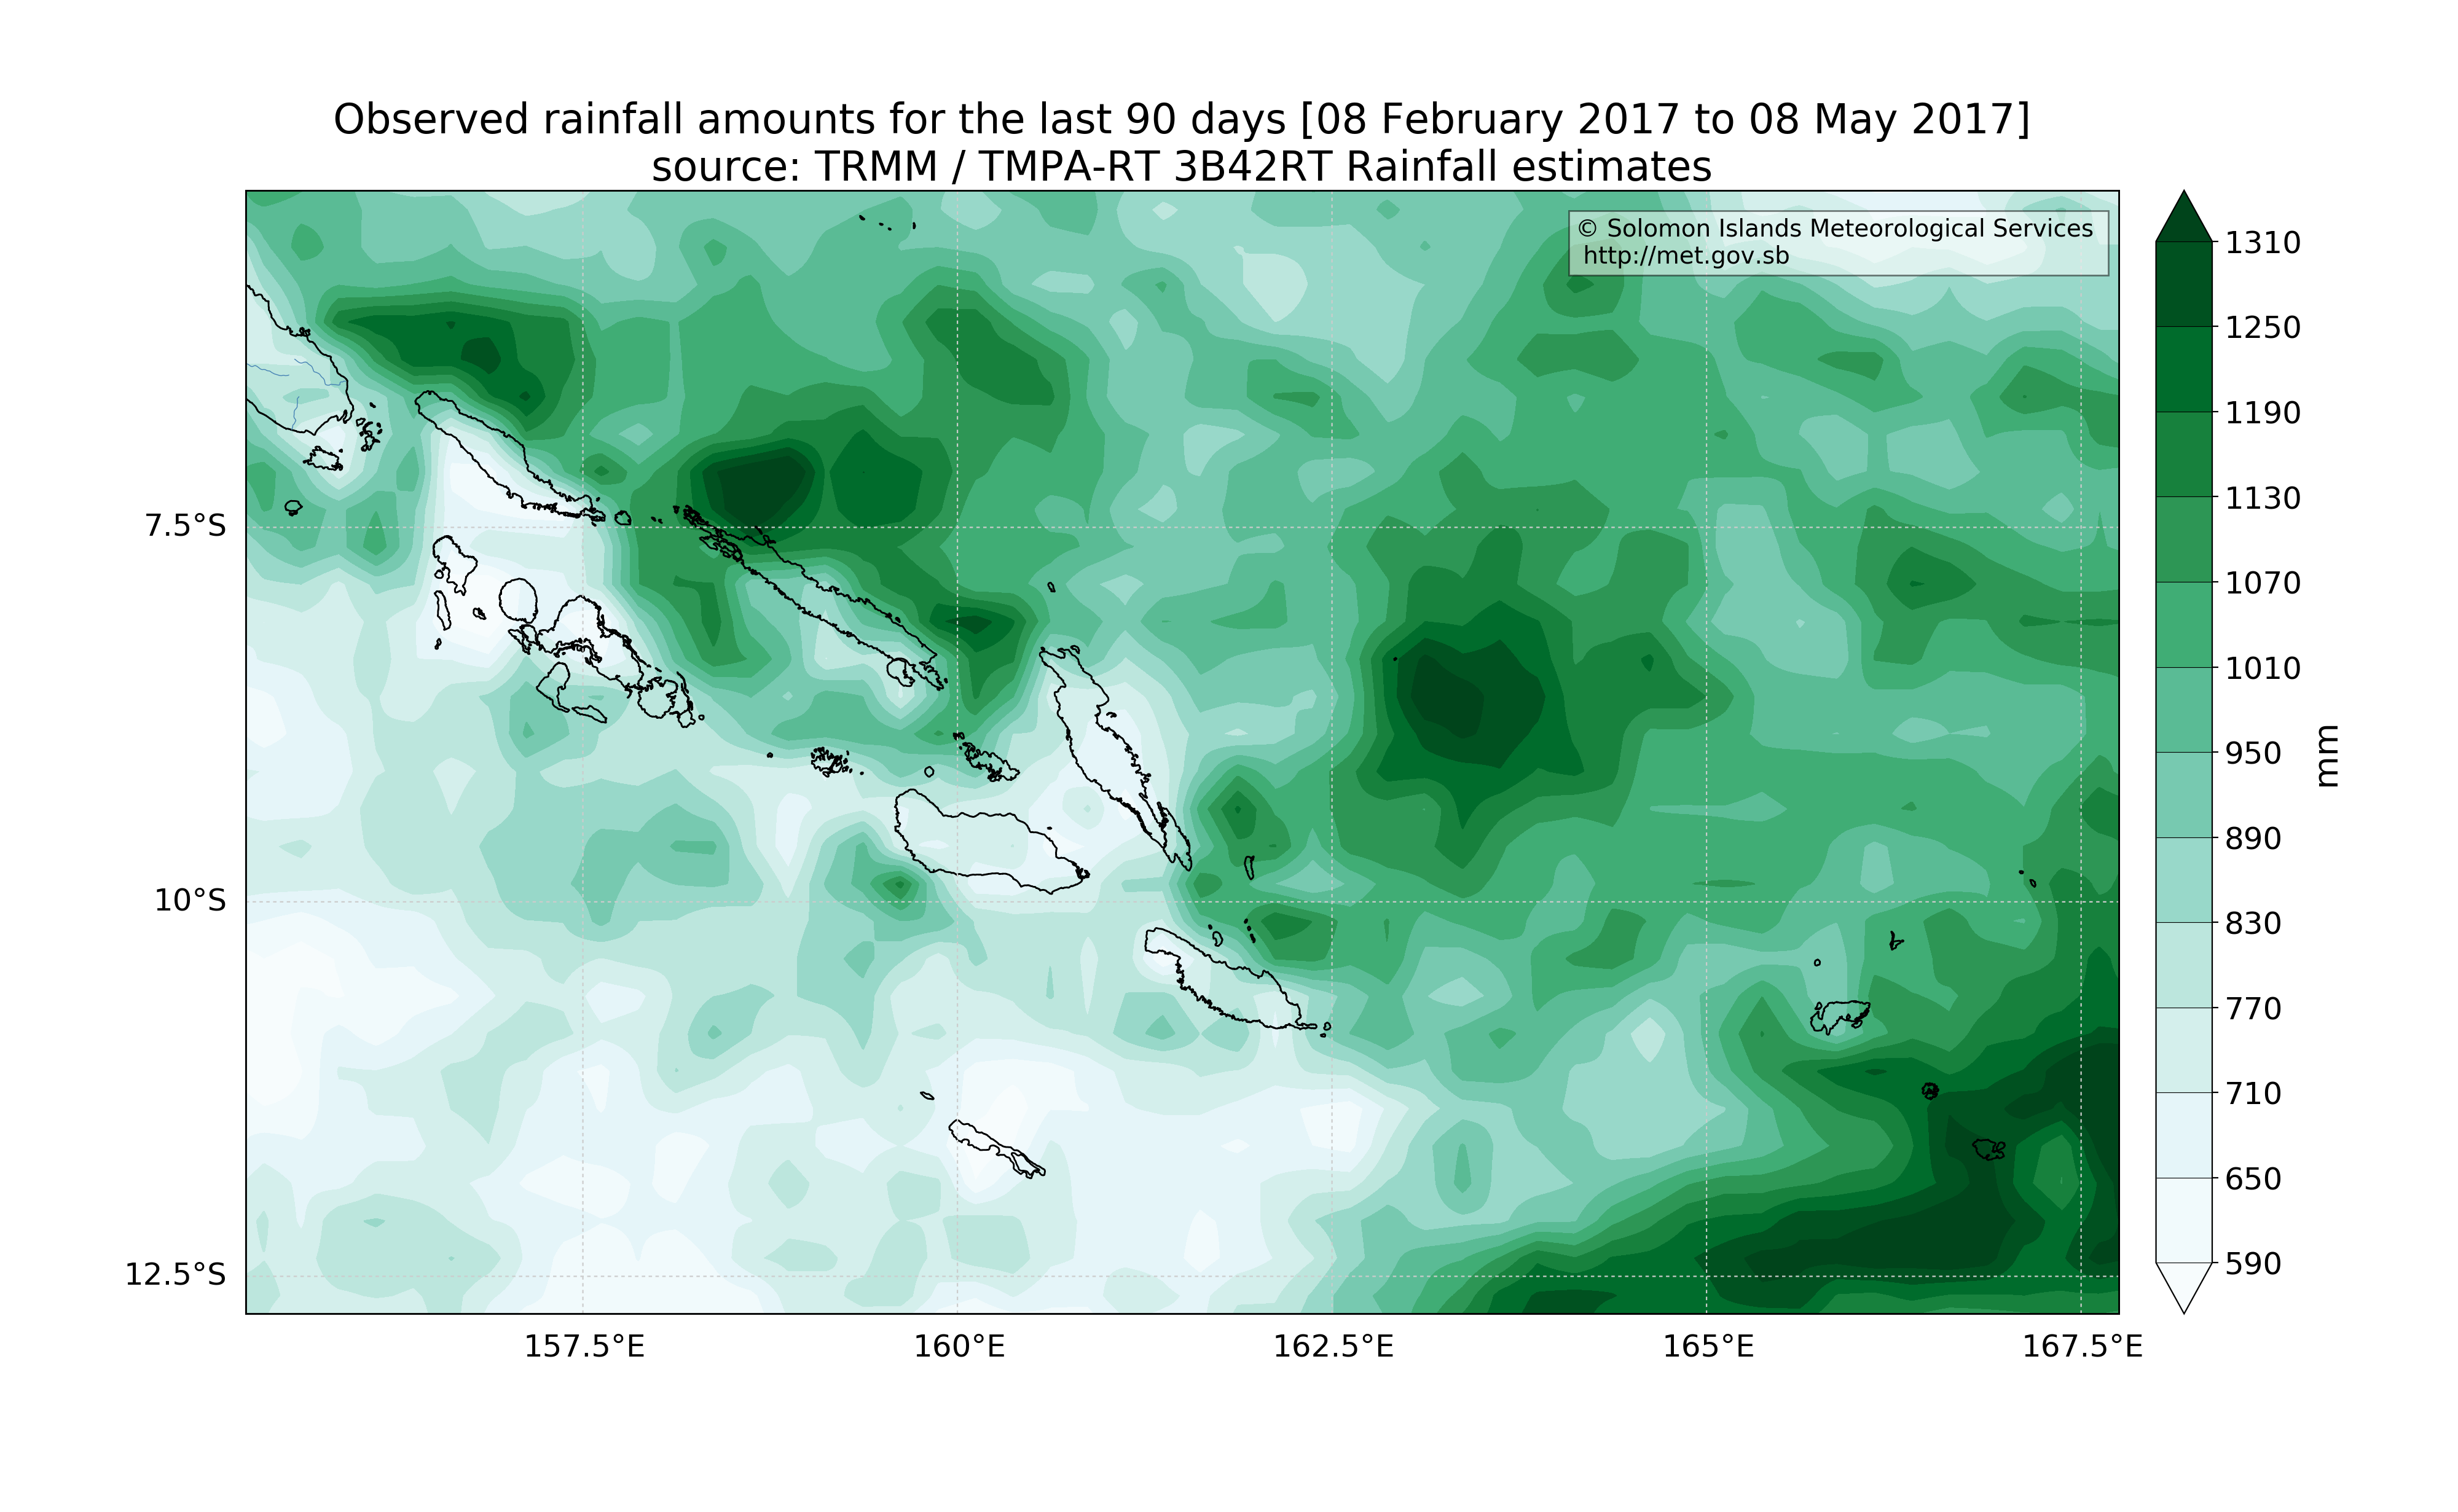 Observed rainfall amounts for the last 90 days [08 February 2017 to 08 May 2017]
source: TRMM / TMPA-RT 3B42RT Rainfall estimates
© Solomon Islands Meteorological Services
http://met.gov.sb
7.5°S
10°S
12.5°S
157.5°E
160°E
162.5°E
165°E
167.5°E
1310
1250
1190
1130
1070
1010
950
890
830
770
710
650
590
mm